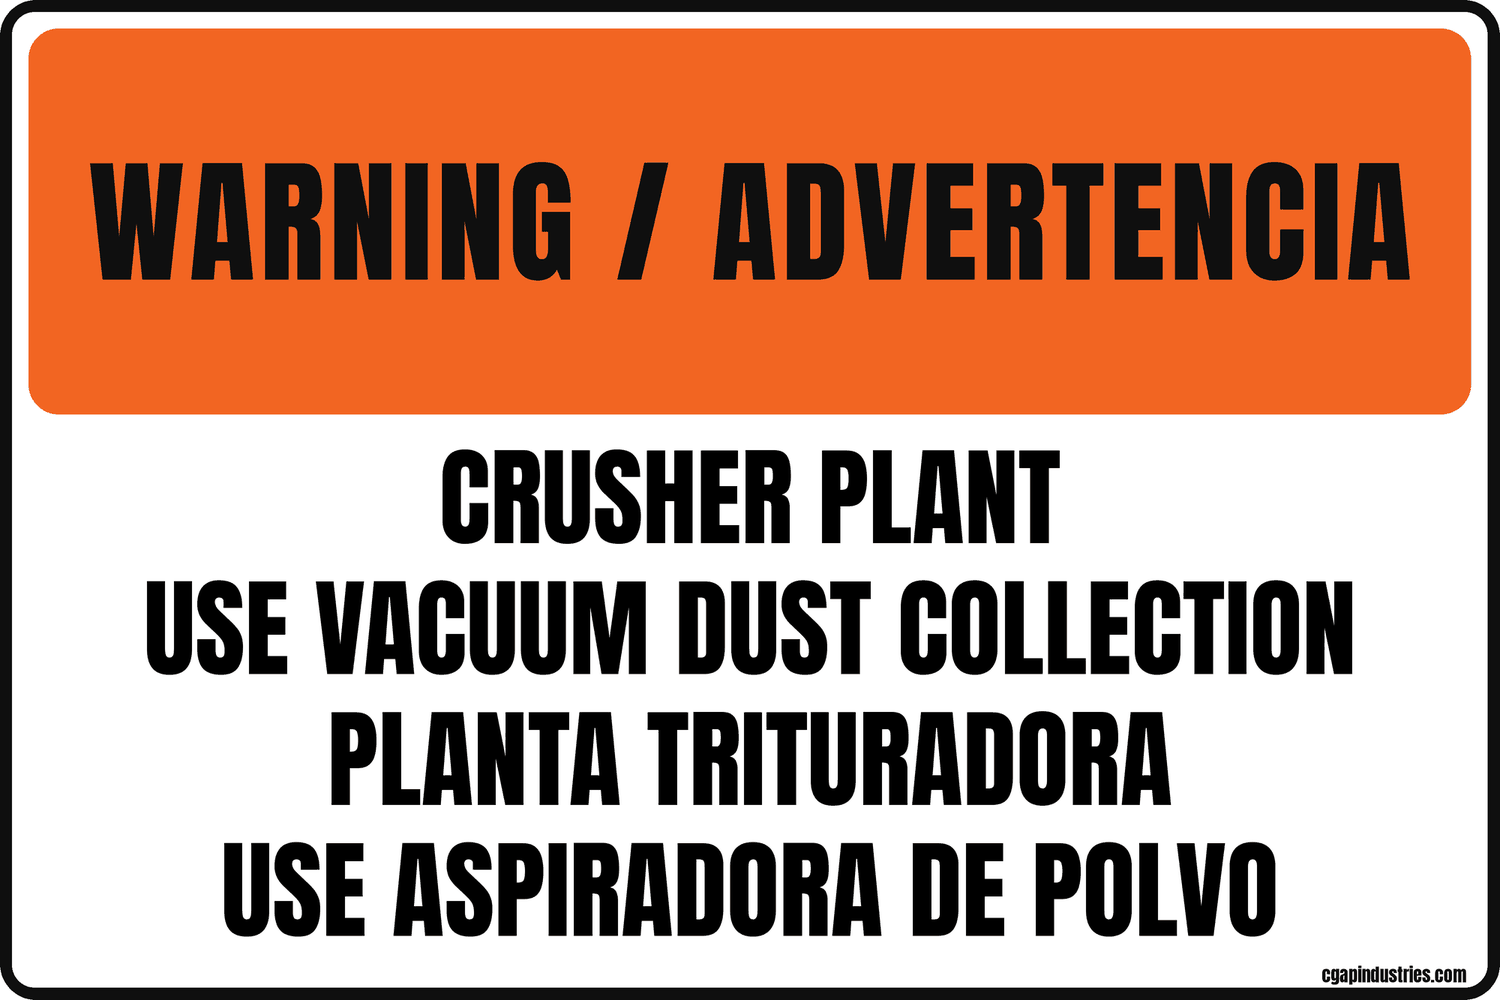 WARNING / ADVERTENCIA
CRUSHER PLANT
USE VACUUM DUST COLLECTION
PLANTA TRITURADORA
USE ASPIRADORA DE POLVO
cgapindustries.com